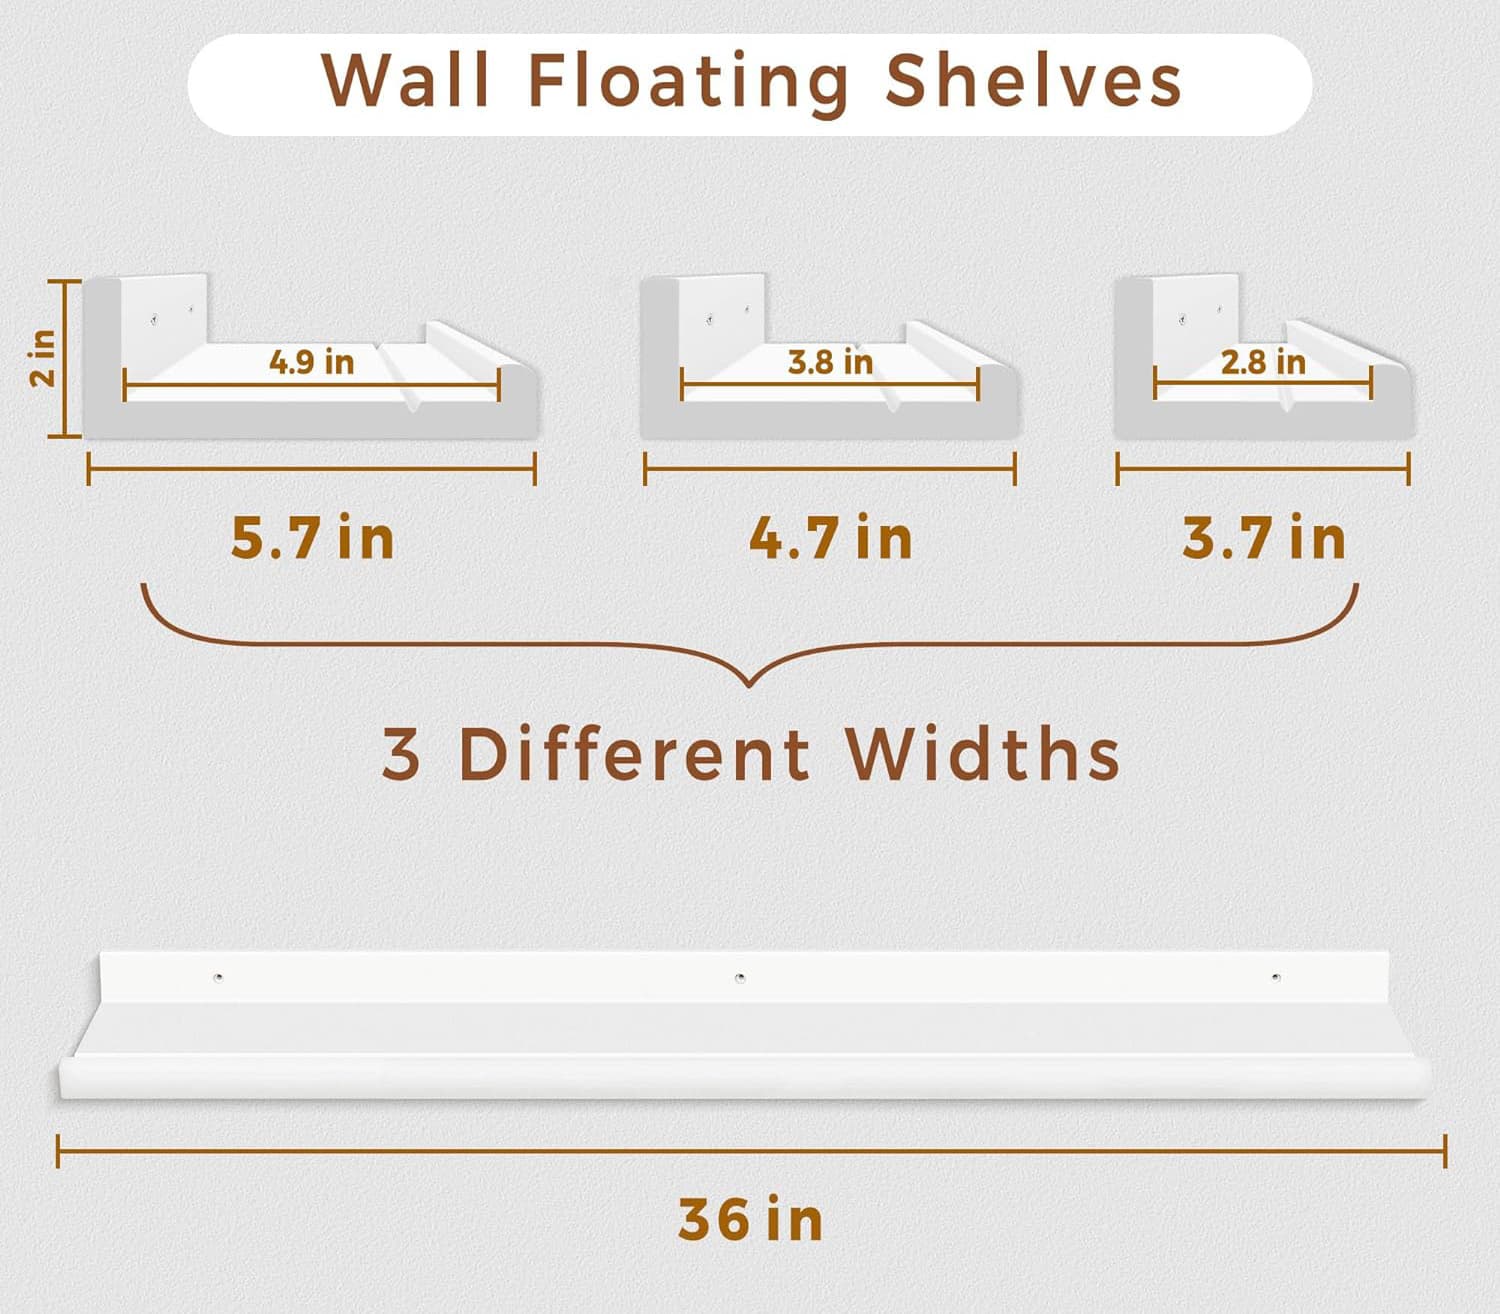 Wall Floating Shelves
2 in
4.9 in
3.8 in
2.8 in
5.7 in
4.7 in
3.7 in
3 Different Widths
36 in